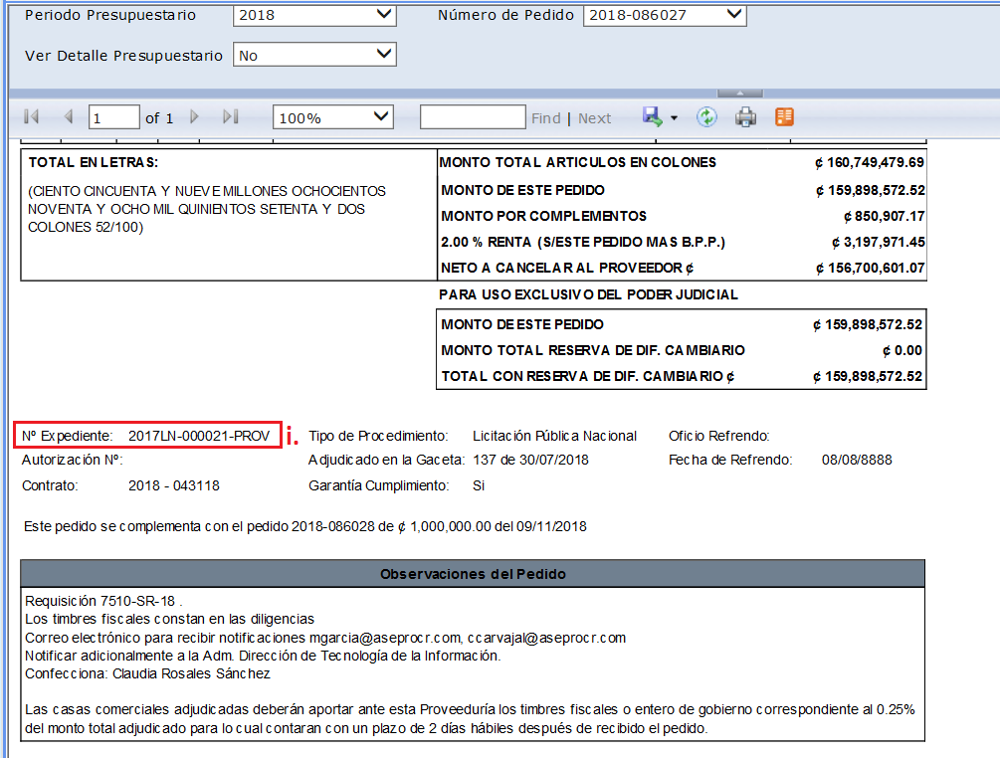 Periodo Presupuestario 2018 Número de Pedido 2018-086027
Ver Detalle Presupuestario No
1 of 1 100% Find | Next
TOTAL EN LETRAS:
(CIENTO CINCUENTA Y NUEVE MILLONES OCHOCIENTOS
NOVENTA Y OCHO MIL QUINIENTOS SETENTA Y DOS
COLONES 52/100)
MONTO TOTAL ARTICULOS EN COLONES ¢ 160,749,479.69
MONTO DE ESTE PEDIDO ¢ 159,898,572.52
MONTO POR COMPLEMENTOS ¢ 850,907.17
2.00 % RENTA (S/ESTE PEDIDO MAS B.P.P.) ¢ 3,197,971.45
NETO A CANCELAR AL PROVEEDOR ¢ ¢ 156,700,601.07
PARA USO EXCLUSIVO DEL PODER JUDICIAL
MONTO DE ESTE PEDIDO ¢ 159,898,572.52
MONTO TOTAL RESERVA DE DIF. CAMBIARIO ¢ 0.00
TOTAL CON RESERVA DE DIF. CAMBIARIO ¢ ¢ 159,898,572.52
Nº Expediente: 2017LN-000021-PROV i. Tipo de Procedimiento: Licitación Pública Nacional Oficio Refrendo:
Autorización Nº: Adjudicado en la Gaceta: 137 de 30/07/2018 Fecha de Refrendo: 08/08/8888
Contrato: 2018 - 043118 Garantía Cumplimiento: Si
Este pedido se complementa con el pedido 2018-086028 de ¢ 1,000,000.00 del 09/11/2018
Observaciones del Pedido
Requisición 7510-SR-18 .
Los timbres fiscales constan en las diligencias
Correo electrónico para recibir notificaciones mgarcia@aseprocr.com, ccarvajal@aseprocr.com
Notificar adicionalmente a la Adm. Dirección de Tecnología de la Información.
Confecciona: Claudia Rosales Sánchez
Las casas comerciales adjudicadas deberán aportar ante esta Proveeduría los timbres fiscales o entero de gobierno correspondiente al 0.25%
del monto total adjudicado para lo cual contaran con un plazo de 2 días hábiles después de recibido el pedido.